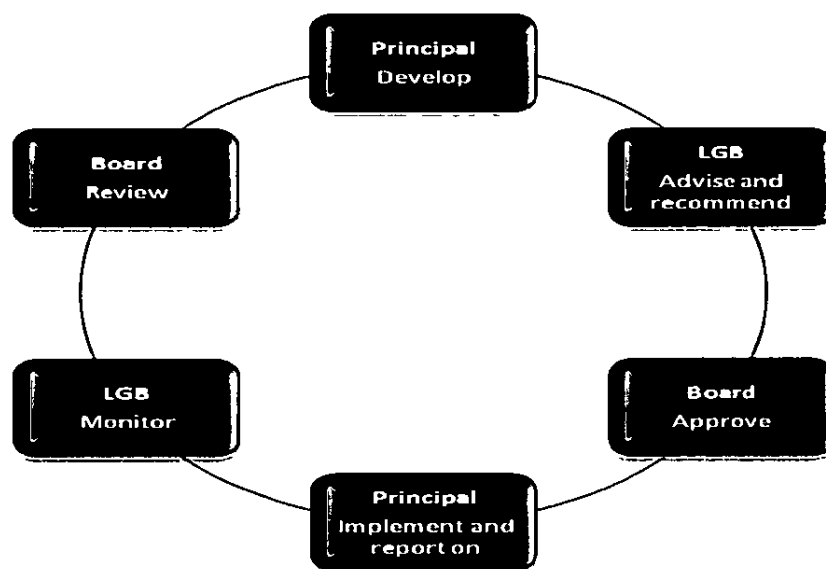 Principal
Develop
LGB
Advise and
recommend
Board
Approve
Principal
Implement and
report on
LGB
Monitor
Board
Review